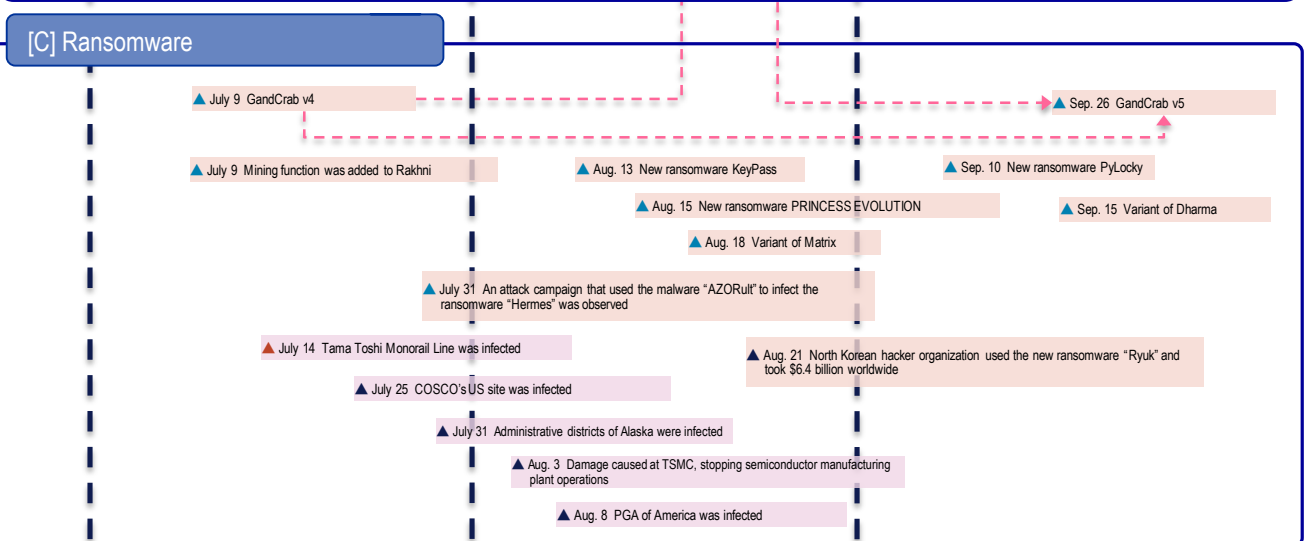 [C] Ransomware
▲ July 9 GandCrab v4
▲ Sep. 26 GandCrab v5
▲ July 9 Mining function was added to Rakhni
▲ Aug. 13 New ransomware KeyPass
▲ Sep. 10 New ransomware PyLocky
▲ Aug. 15 New ransomware PRINCESS EVOLUTION
▲ Sep. 15 Variant of Dharma
▲ Aug. 18 Variant of Matrix
▲ July 31 An attack campaign that used the malware “AZORult” to infect the
ransomware “Hermes” was observed
▲ July 14 Tama Toshi Monorail Line was infected
▲ Aug. 21 North Korean hacker organization used the new ransomware “Ryuk” and
took $6.4 billion worldwide
▲ July 25 COSCO’s US site was infected
▲ July 31 Administrative districts of Alaska were infected
▲ Aug. 3 Damage caused at TSMC, stopping semiconductor manufacturing
plant operations
▲ Aug. 8 PGA of America was infected